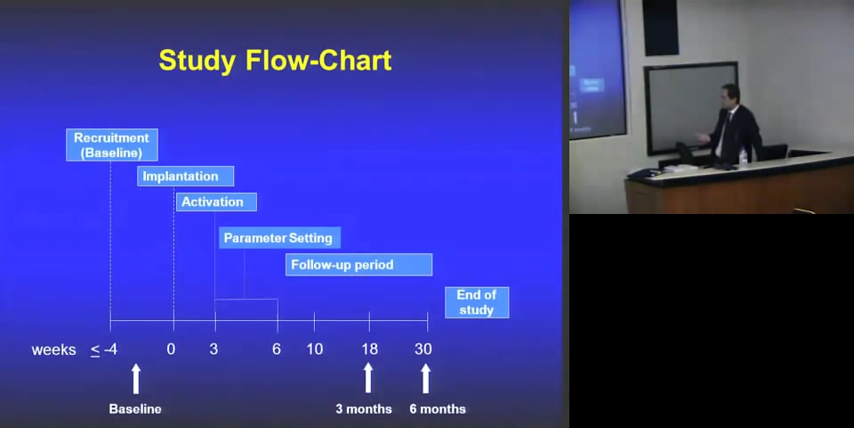 Study Flow-Chart
Recruitment
(Baseline)
Implantation
Activation
Parameter Setting
Follow-up period
End of
study
weeks ≤ -4 0 3 6 10 18 30
Baseline 3 months 6 months